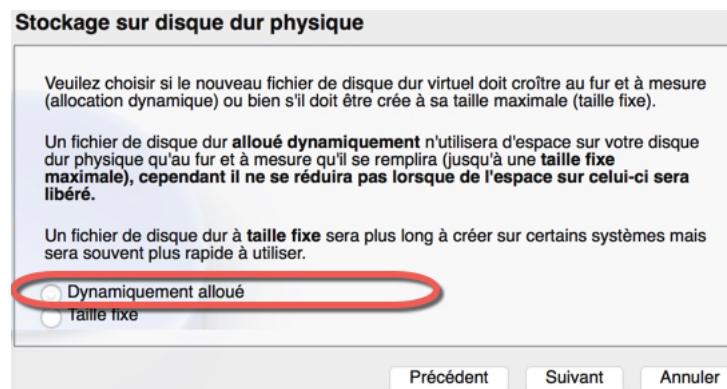 Stockage sur disque dur physique
Veuilez choisir si le nouveau fichier de disque dur virtuel doit croître au fur et à mesure
(allocation dynamique) ou bien s'il doit être crée à sa taille maximale (taille fixe).
Un fichier de disque dur alloué dynamiquement n'utilisera d'espace sur votre disque
dur physique qu'au fur et à mesure qu'il se remplira (jusqu'à une taille fixe
maximale), cependant il ne se réduira pas lorsque de l'espace sur celui-ci sera
libéré.
Un fichier de disque dur à taille fixe sera plus long à créer sur certains systèmes mais
sera souvent plus rapide à utiliser.
Dynamiquement alloué
Taille fixe
Précédent Suivant Annuler